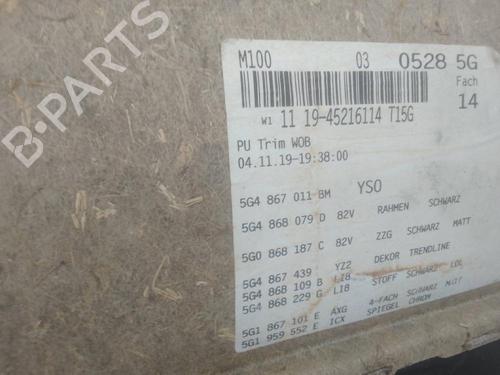 M100 03 0528 5G
Fach
14
W1 11 19-45216114 T15G
PU Trim WOB
04.11.19-19:38:00
5G4 867 011 BM YSO
5G4 868 079 D 82V RAHMEN SCHWARZ
5G0 868 187 C 82V ZZG SCHWARZ MATT
5G4 867 439 YZ2 DEKOR TRENDLINE
5G4 868 109 B L18 STOFF SCHWARZ LOL
5G4 868 229 G L18
5G1 867 101 E AXG 4-FACH SCHWARZ MATT
5G1 959 552 E ICX SPIEGEL CHROM
B-PARTS